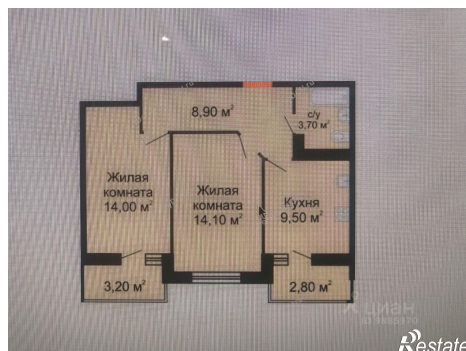 8.90 м²
с/у
3.70 м²
Жилая
комната
14.00 м²
Жилая
комната
14.10 м²
Кухня
9.50 м²
3.20 м²
2.80 м²
циан
Restate